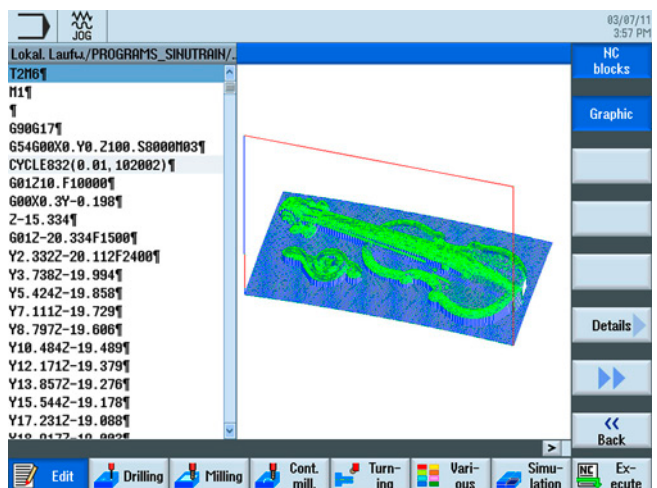 JOG
03/07/11
3:57 PM
Lokal. Laufw./PROGRAMS_SINUTRAIN/..
NC
blocks
T2M6¶
M1¶
¶
G90G17¶
G54G00X0.Y0.Z100.S8000M03¶
CYCLE832(0.01,102002)¶
G01Z10.F10000¶
G00X0.3Y-0.198¶
Z-15.334¶
G01Z-20.334F1500¶
Y2.332Z-20.112F2400¶
Y3.738Z-19.994¶
Y5.424Z-19.858¶
Y7.111Z-19.729¶
Y8.797Z-19.606¶
Y10.484Z-19.489¶
Y12.171Z-19.379¶
Y13.857Z-19.276¶
Y15.544Z-19.178¶
Y17.231Z-19.088¶
Graphic
Details
Back
Edit
Drilling
Milling
Cont.
mill.
Turn-
ing
Vari-
ous
Simu-
lation
NC
Ex-
ecute